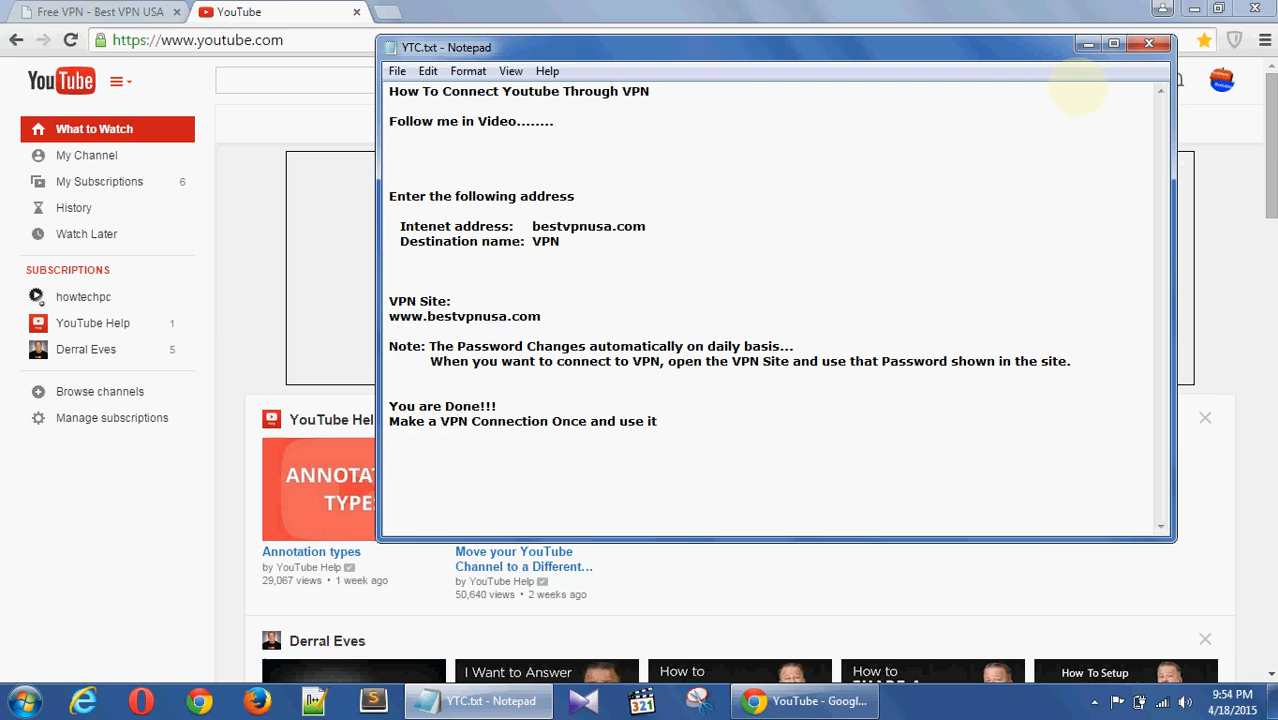 Free VPN - Best VPN USA
YouTube
https://www.youtube.com
YTC.txt - Notepad
File Edit Format View Help
YouTube
What to Watch
My Channel
My Subscriptions 6
History
Watch Later
SUBSCRIPTIONS
howtechpc
YouTube Help 1
Derral Eves 5
Browse channels
Manage subscriptions
How To Connect Youtube Through VPN
Follow me in Video........
Enter the following address
Intenet address: bestvpnusa.com
Destination name: VPN
VPN Site:
www.bestvpnusa.com
Note: The Password Changes automatically on daily basis...
When you want to connect to VPN, open the VPN Site and use that Password shown in the site.
You are Done!!!
Make a VPN Connection Once and use it
YouTube Hel
ANNOTA
TYPE
Annotation types
by YouTube Help
29,067 views • 1 week ago
Move your YouTube
Channel to a Different...
by YouTube Help
50,640 views • 2 weeks ago
Derral Eves
I Want to Answer
How to
How to
How To Setup
YTC.txt - Notepad
321
YouTube - Googl...
9:54 PM
4/18/2015